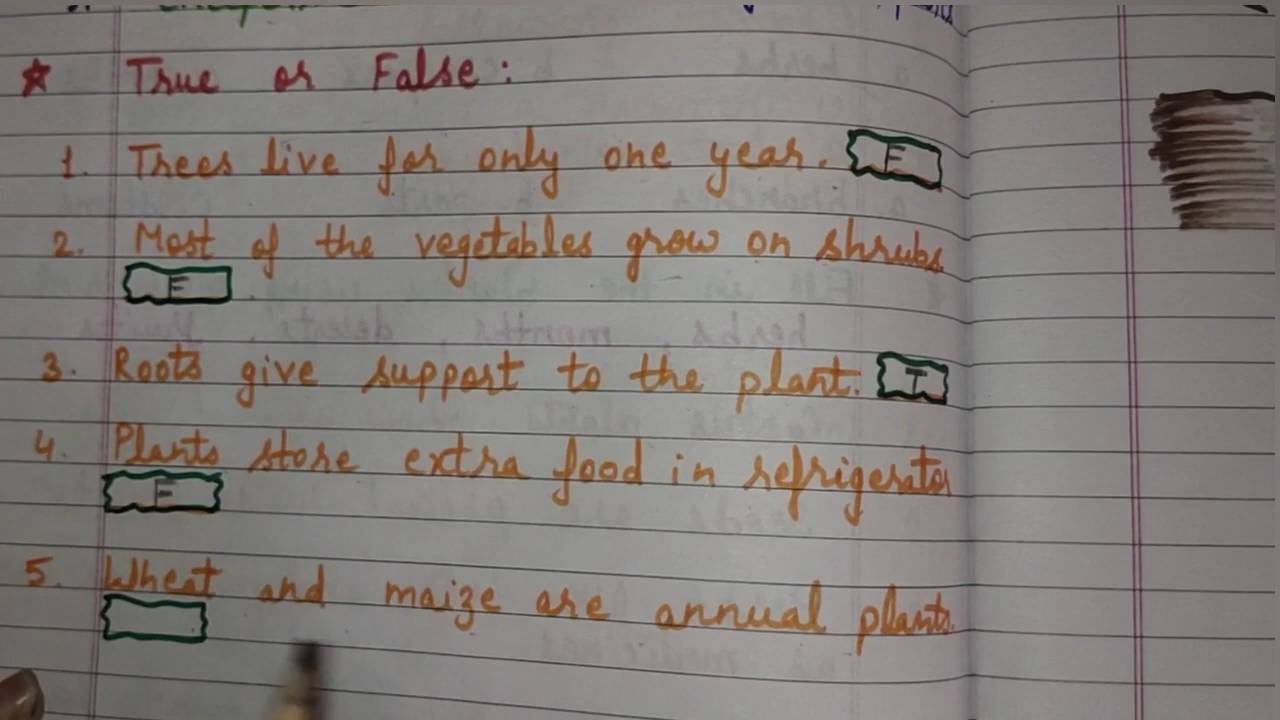 ★ True or False:
1. Trees live for only one year. F
2. Most of the vegetables grow on shrubs
F .
3. Roots give support to the plant. T
4. Plants store extra food in refrigerator
F
5. Wheat and maize are annual plants.